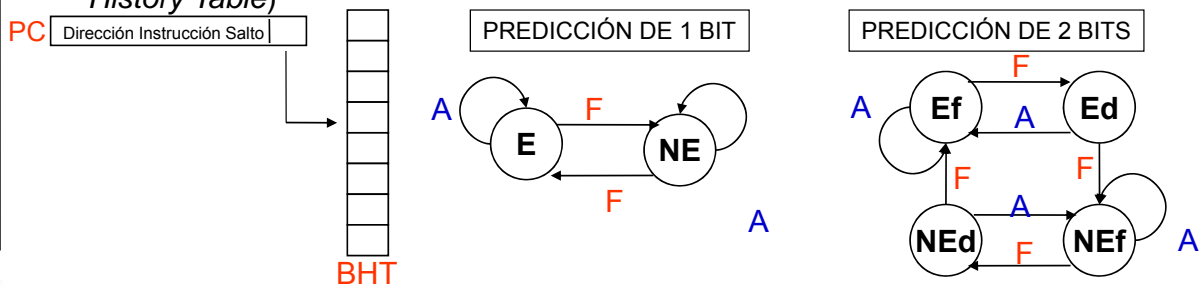 History Table)
PC Dirección Instrucción Salto
BHT
PREDICCIÓN DE 1 BIT
A E F NE
F
A
PREDICCIÓN DE 2 BITS
F
A Ef A Ed
F F
A
NEd F NEf A